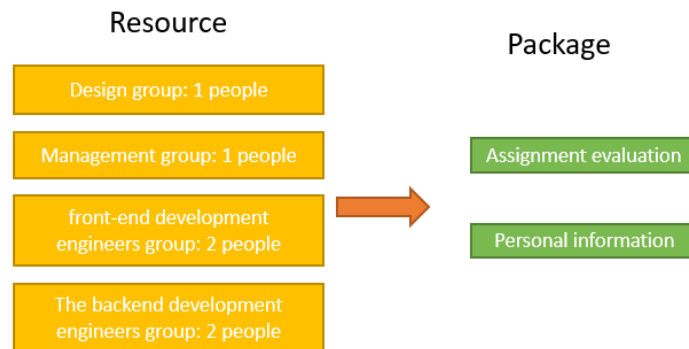 Resource
Package
Design group: 1 people
Management group: 1 people
Assignment evaluation
front-end development
engineers group: 2 people
Personal information
The backend development
engineers group: 2 people